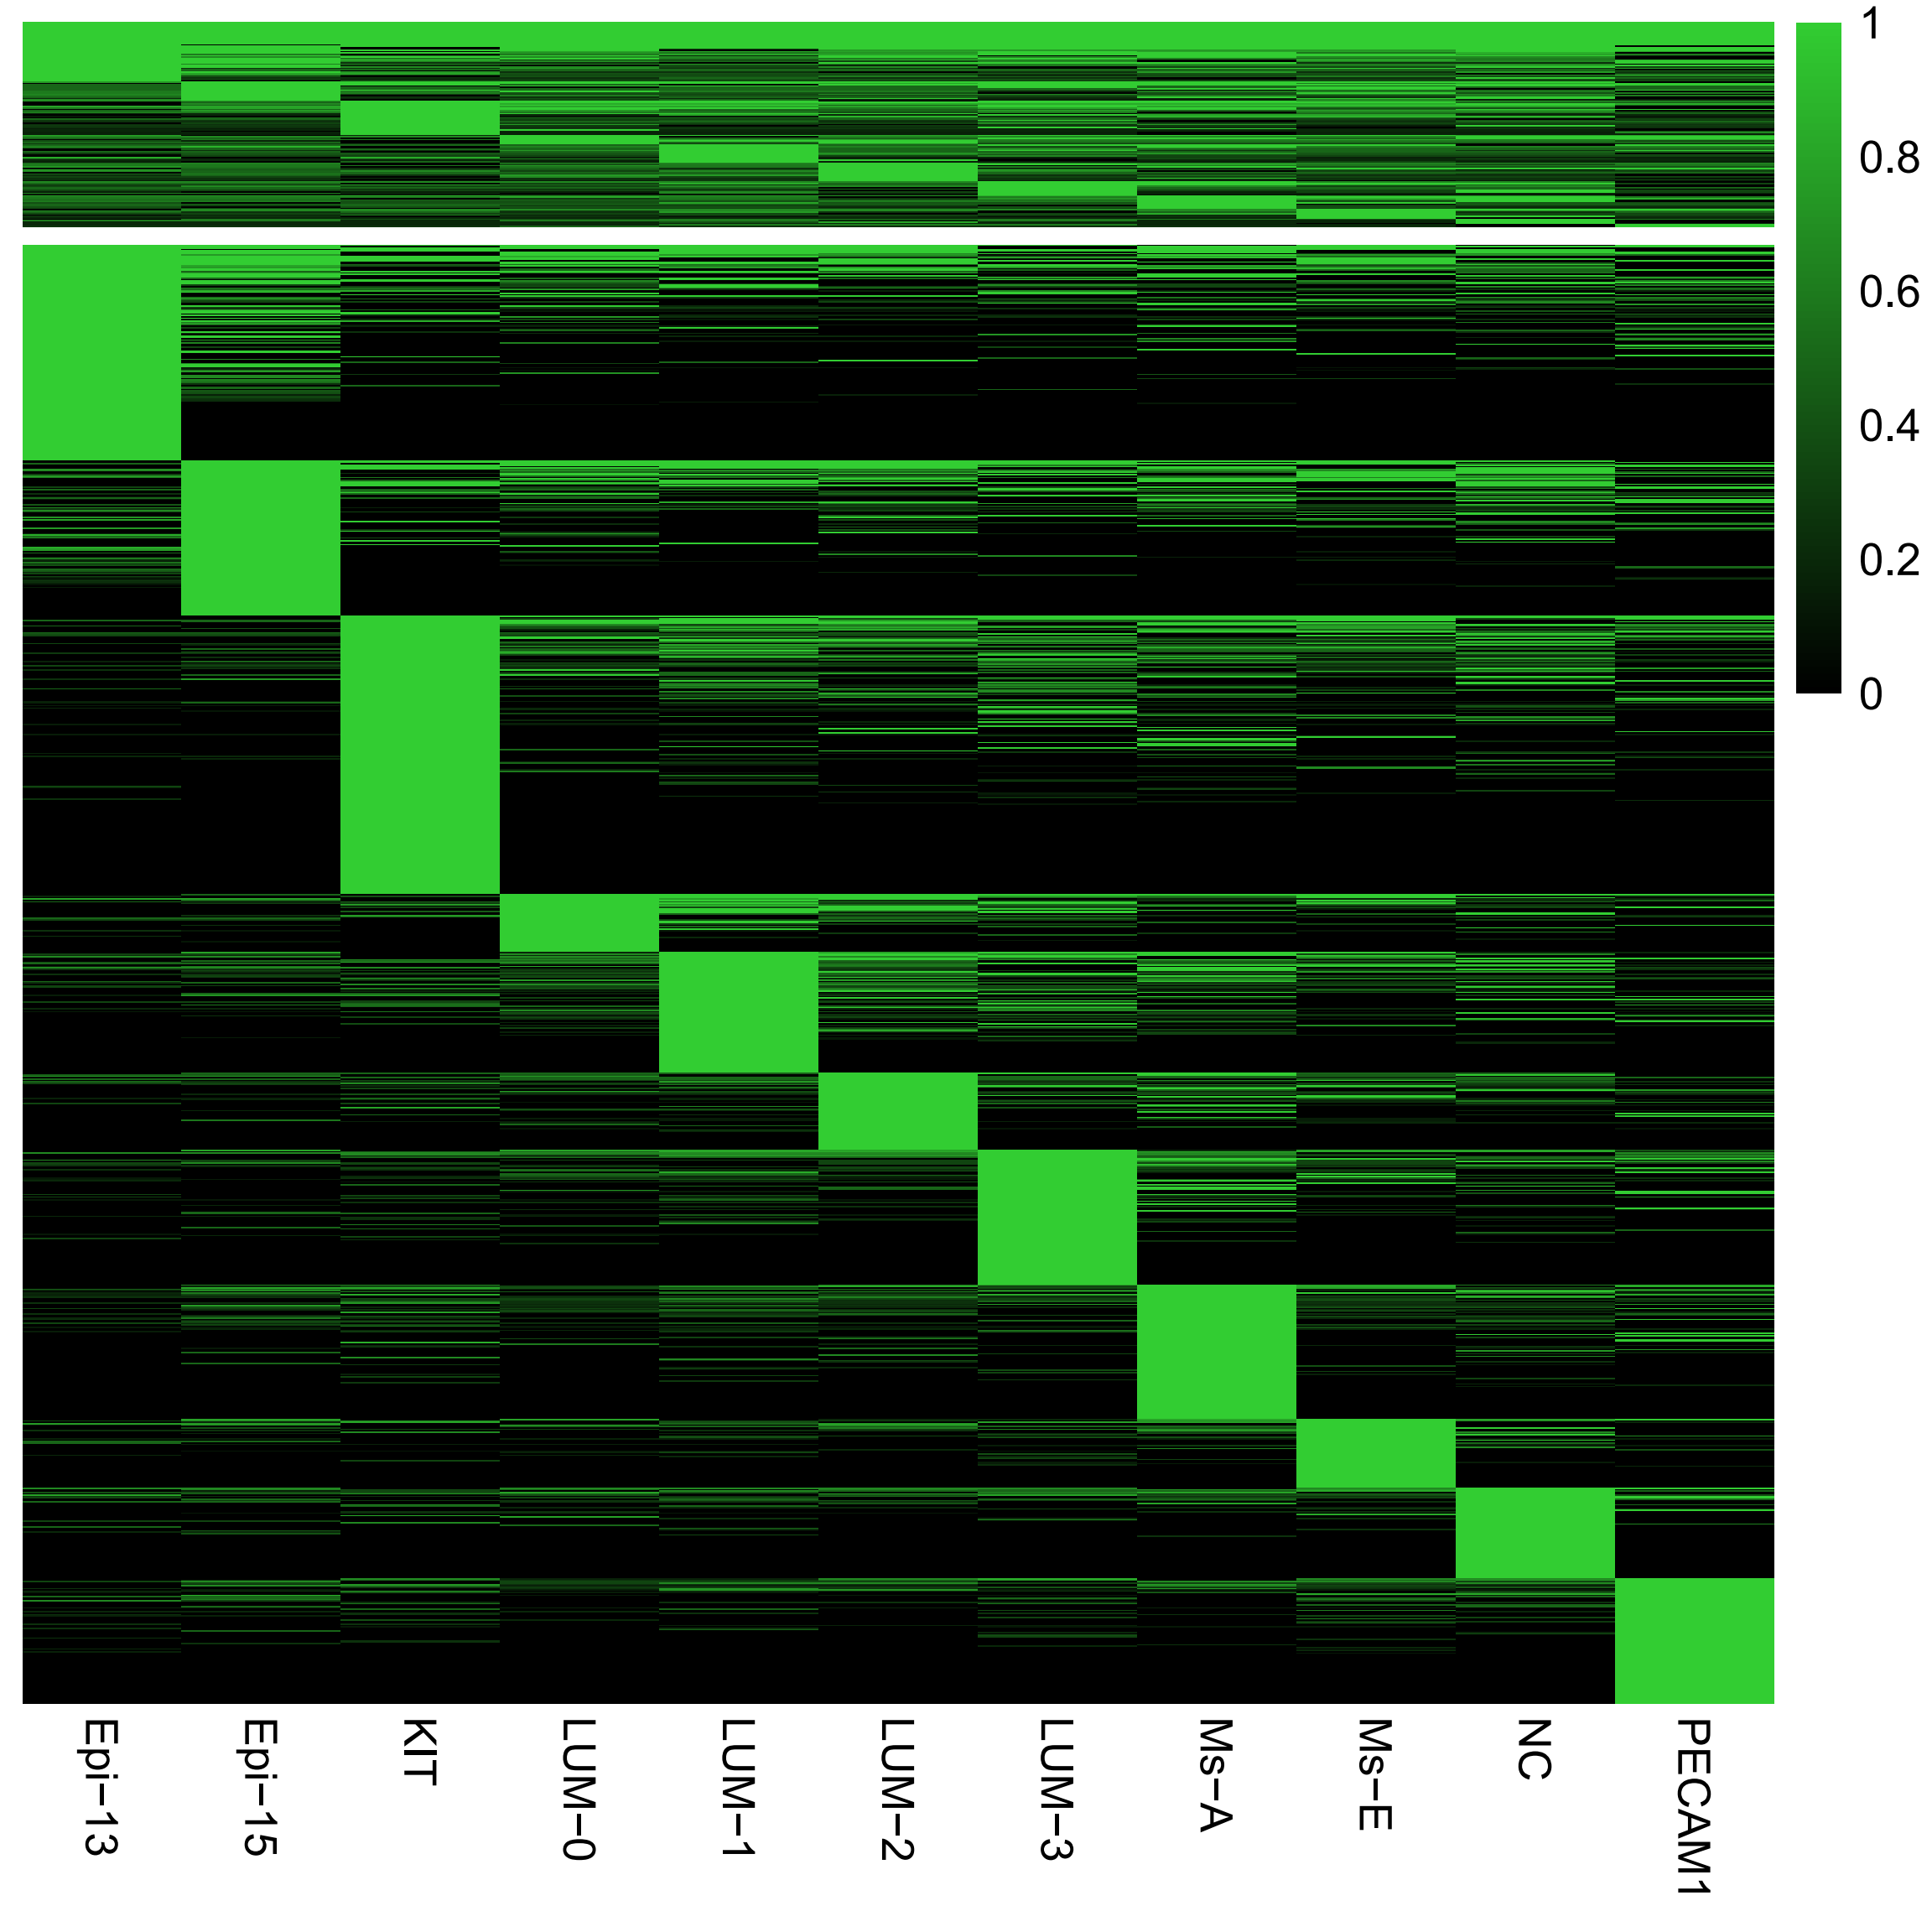 1
0.8
0.6
0.4
0.2
0
Epi-13
Epi-15
KIT
LUM-0
LUM-1
LUM-2
LUM-3
Ms-A
Ms-E
NC
PECAM1